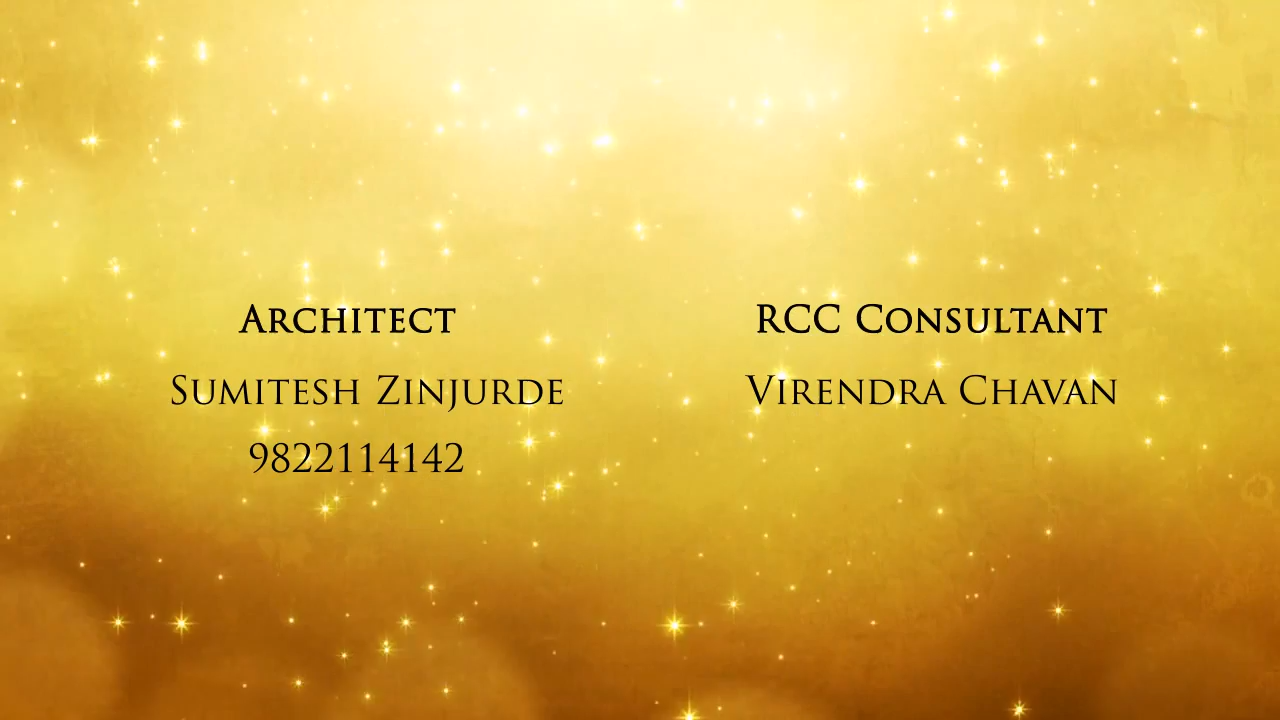 Architect
Sumitesh Zinjurde
9822114142
RCC Consultant
Virendra Chavan